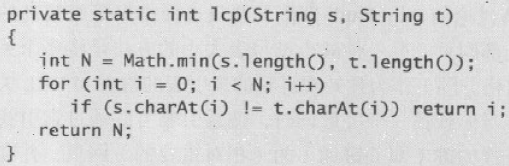 private static int lcp(String s, String t)
{
int N = Math.min(s.length(), t.length());
for (int i = 0; i < N; i++)
if (s.charAt(i) != t.charAt(i)) return i;
return N;
}